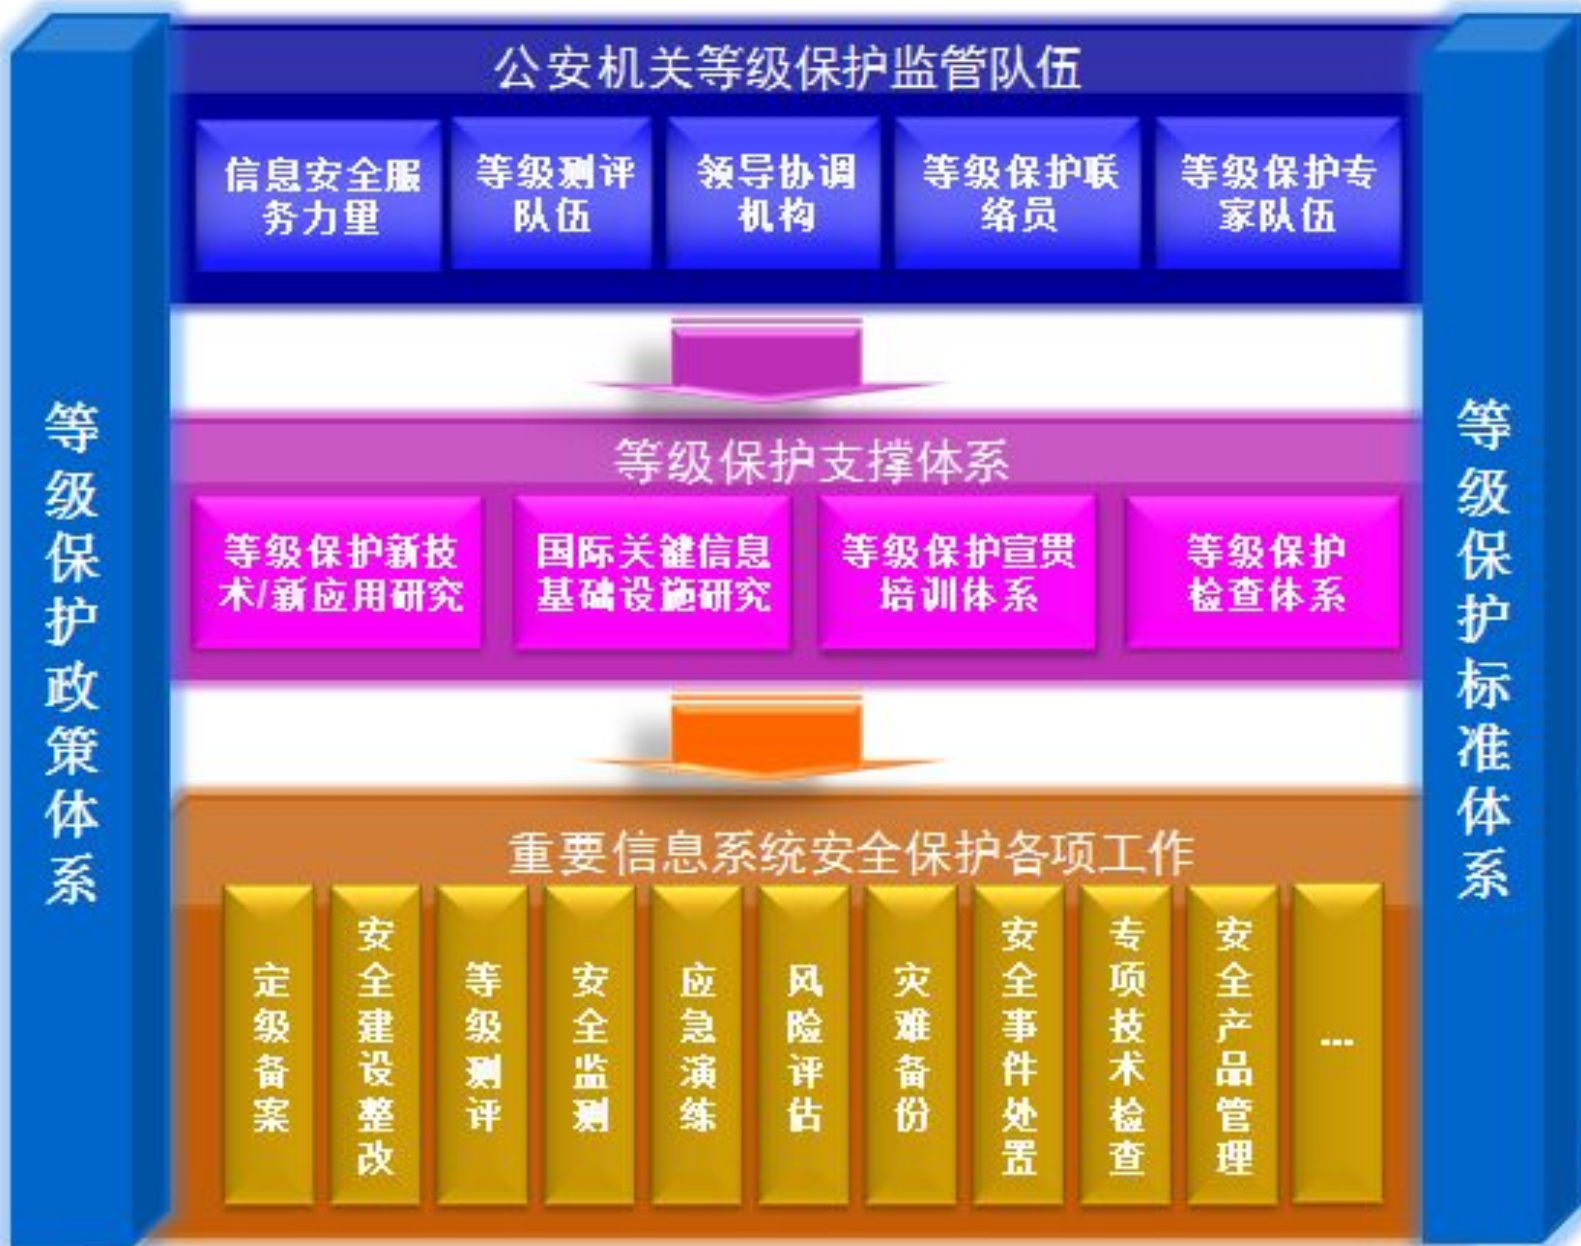 公安机关等级保护监管队伍
信息安全服
务力量
等级测评
队伍
领导协调
机构
等级保护联
络员
等级保护专
家队伍
等级保护支撑体系
等级保护新技
术/新应用研究
国际关键信息
基础设施研究
等级保护宣贯
培训体系
等级保护
检查体系
重要信息系统安全保护各项工作
定级备案
安全建设整改
等级测评
安全监测
应急演练
风险评估
灾难备份
安全事件处置
专项技术检查
安全产品管理
...
等级保护政策体系
等级保护标准体系